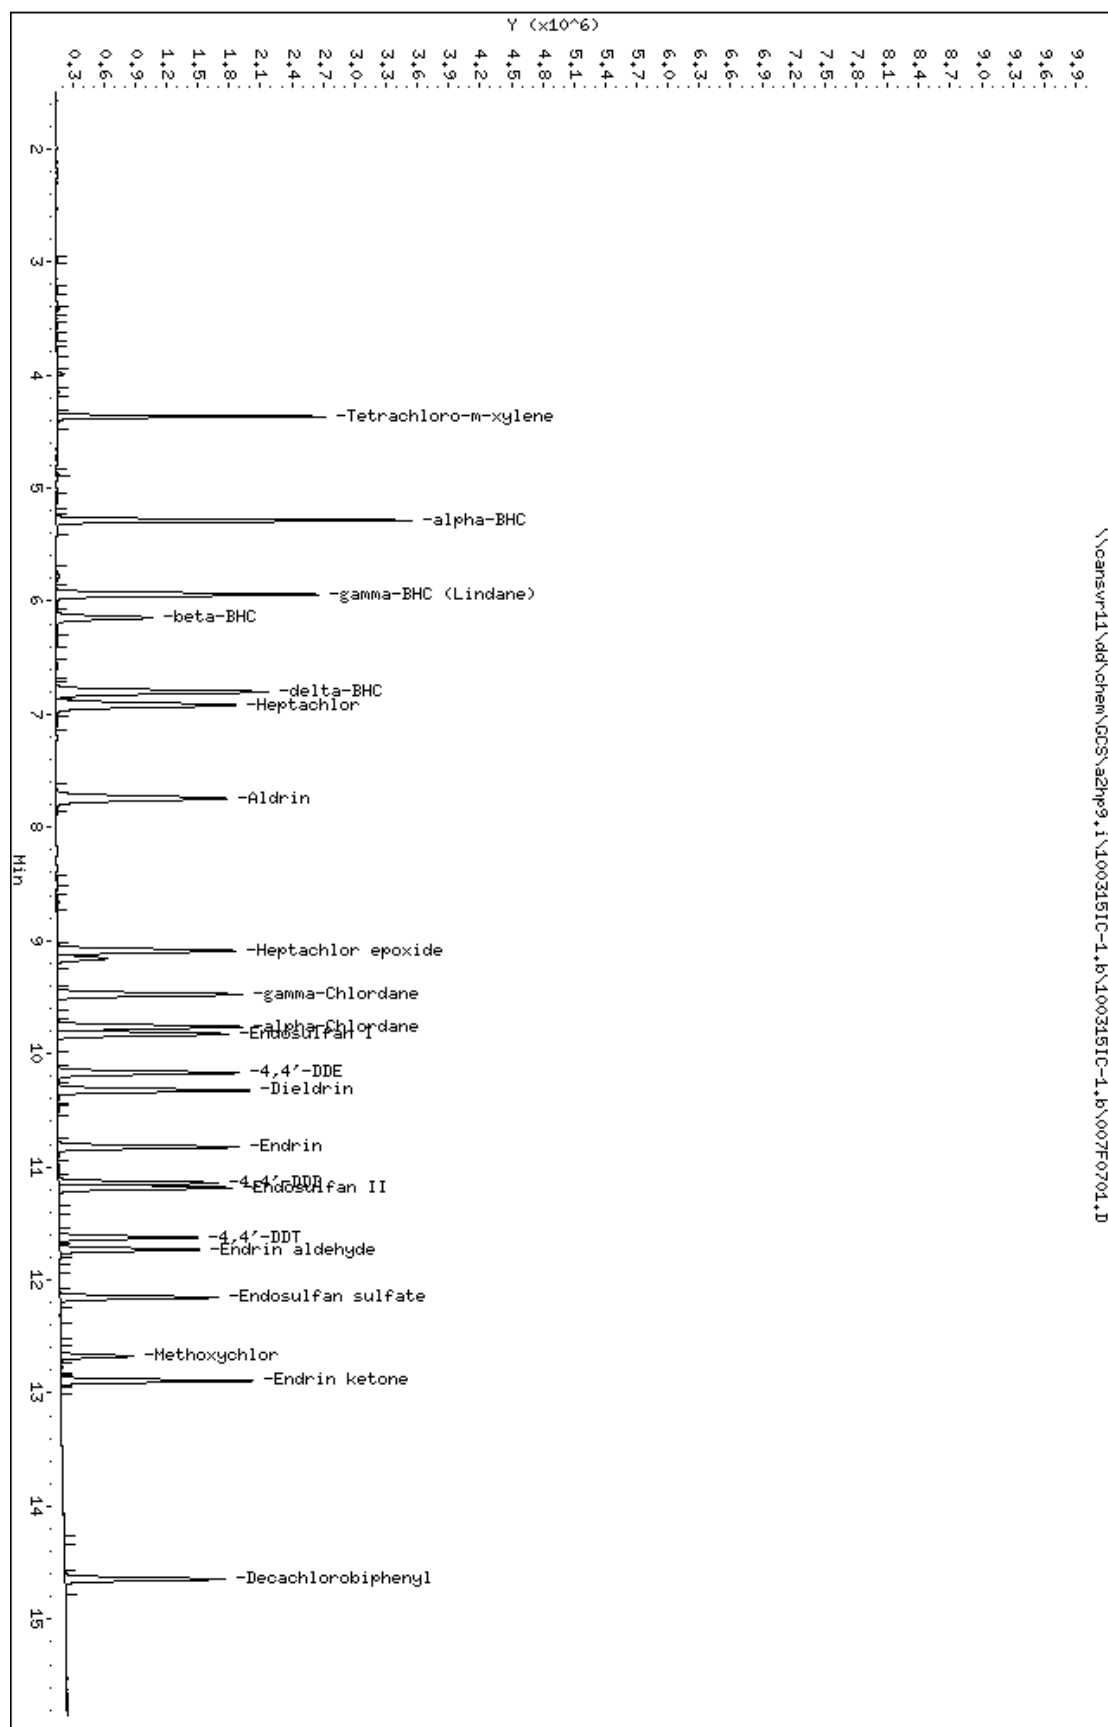 Y (x10^6)
0.3
0.6
0.9
1.2
1.5
1.8
2.1
2.4
2.7
3.0
3.3
3.6
3.9
4.2
4.5
4.8
5.1
5.4
5.7
6.0
6.3
6.6
6.9
7.2
7.5
7.8
8.1
8.4
8.7
9.0
9.3
9.6
9.9
2
3
4
5
6
7
8
9
10
11
12
13
14
15
Min
-Tetrachloro-m-xylene
-alpha-BHC
-gamma-BHC (Lindane)
-beta-BHC
-delta-BHC
-Heptachlor
-Aldrin
-Heptachlor epoxide
-gamma-Chlordane
-alpha-Chlordane
-Endosulfan I
-4,4'-DDE
-Dieldrin
-Endrin
-4,4'-DDD
-Endosulfan II
-4,4'-DDT
-Endrin aldehyde
-Endosulfan sulfate
-Methoxychlor
-Endrin ketone
-Decachlorobiphenyl
\\cansvr11\dd\chem\GCS\a2hp9.i\100315IC-1.b\100315IC-1.b\007F0701.D